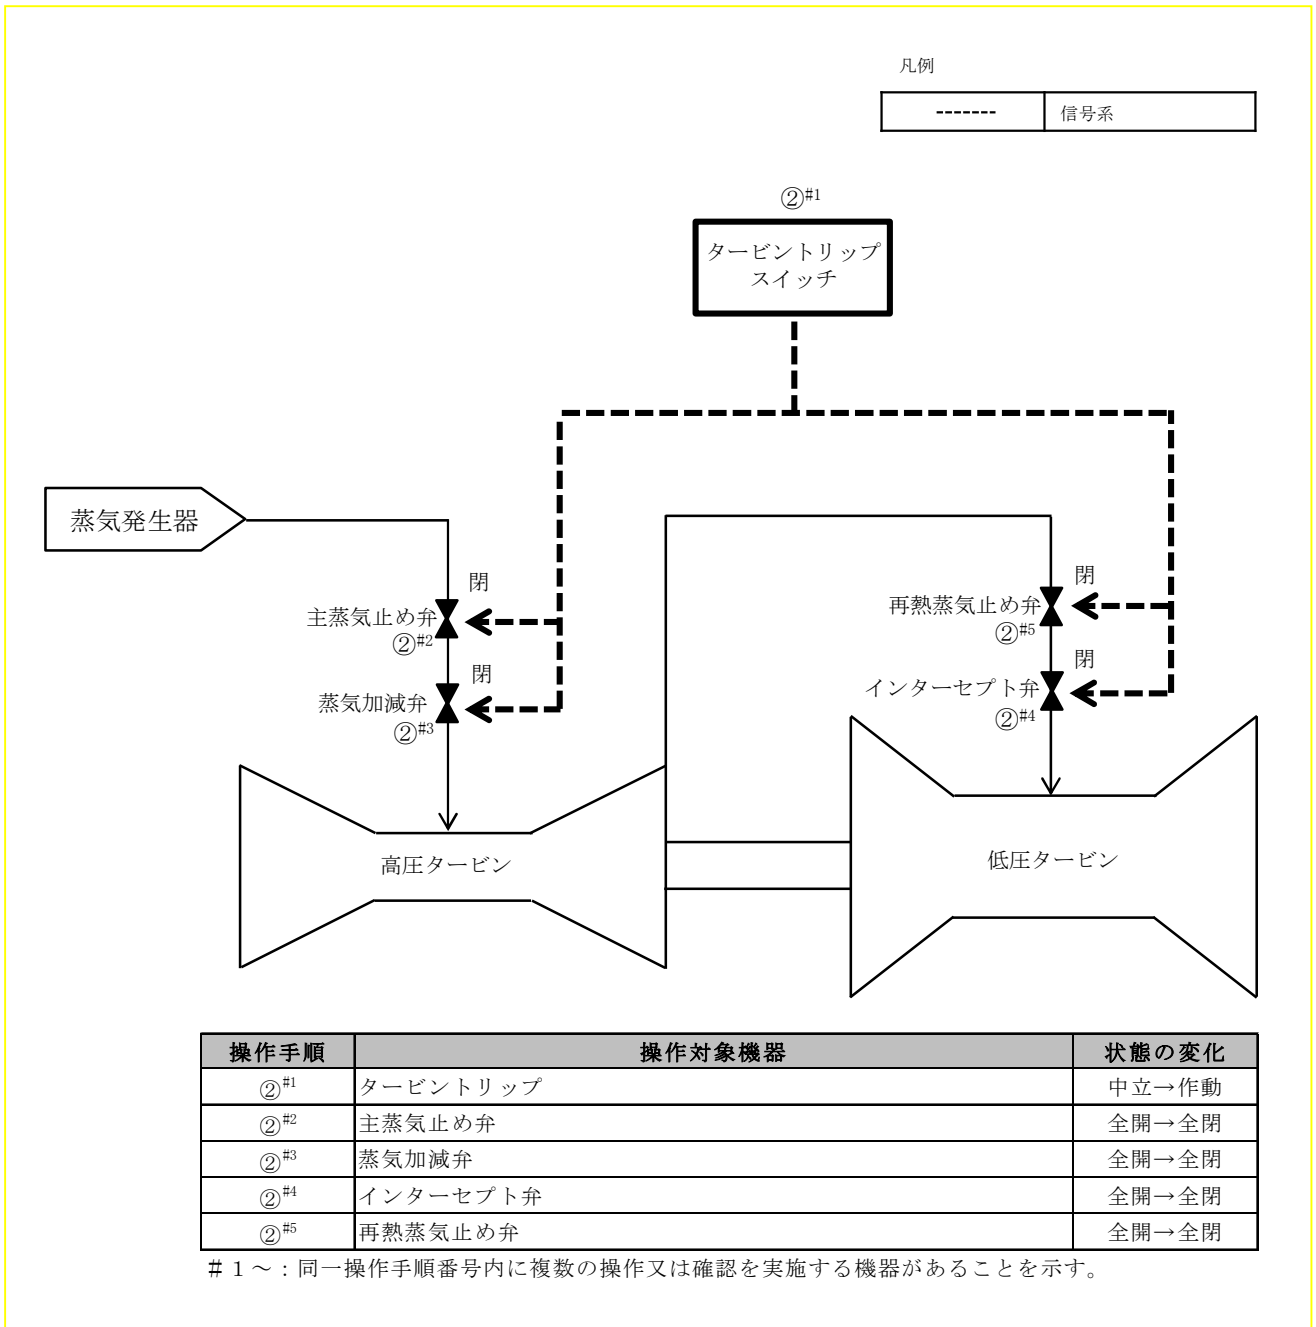 凡例
信号系
②#1
タービントリップ
スイッチ
蒸気発生器
閉
主蒸気止め弁
②#2
閉
蒸気加減弁
②#3
閉
再熱蒸気止め弁
②#5
閉
インターセプト弁
②#4
高圧タービン
低圧タービン
操作手順 操作対象機器 状態の変化
②#1 タービントリップ 中立→作動
②#2 主蒸気止め弁 全開→全閉
②#3 蒸気加減弁 全開→全閉
②#4 インターセプト弁 全開→全閉
②#5 再熱蒸気止め弁 全開→全閉
#1~:同一操作手順番号内に複数の操作又は確認を実施する機器があることを示す。